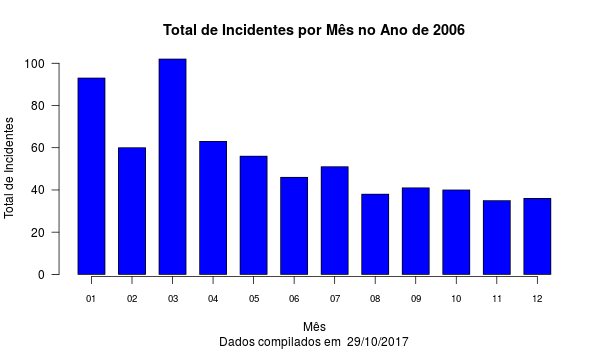 Total de Incidentes por Mês no Ano de 2006
Total de Incidentes
100
80
60
40
20
0
01 02 03 04 05 06 07 08 09 10 11 12
Mês
Dados compilados em 29/10/2017